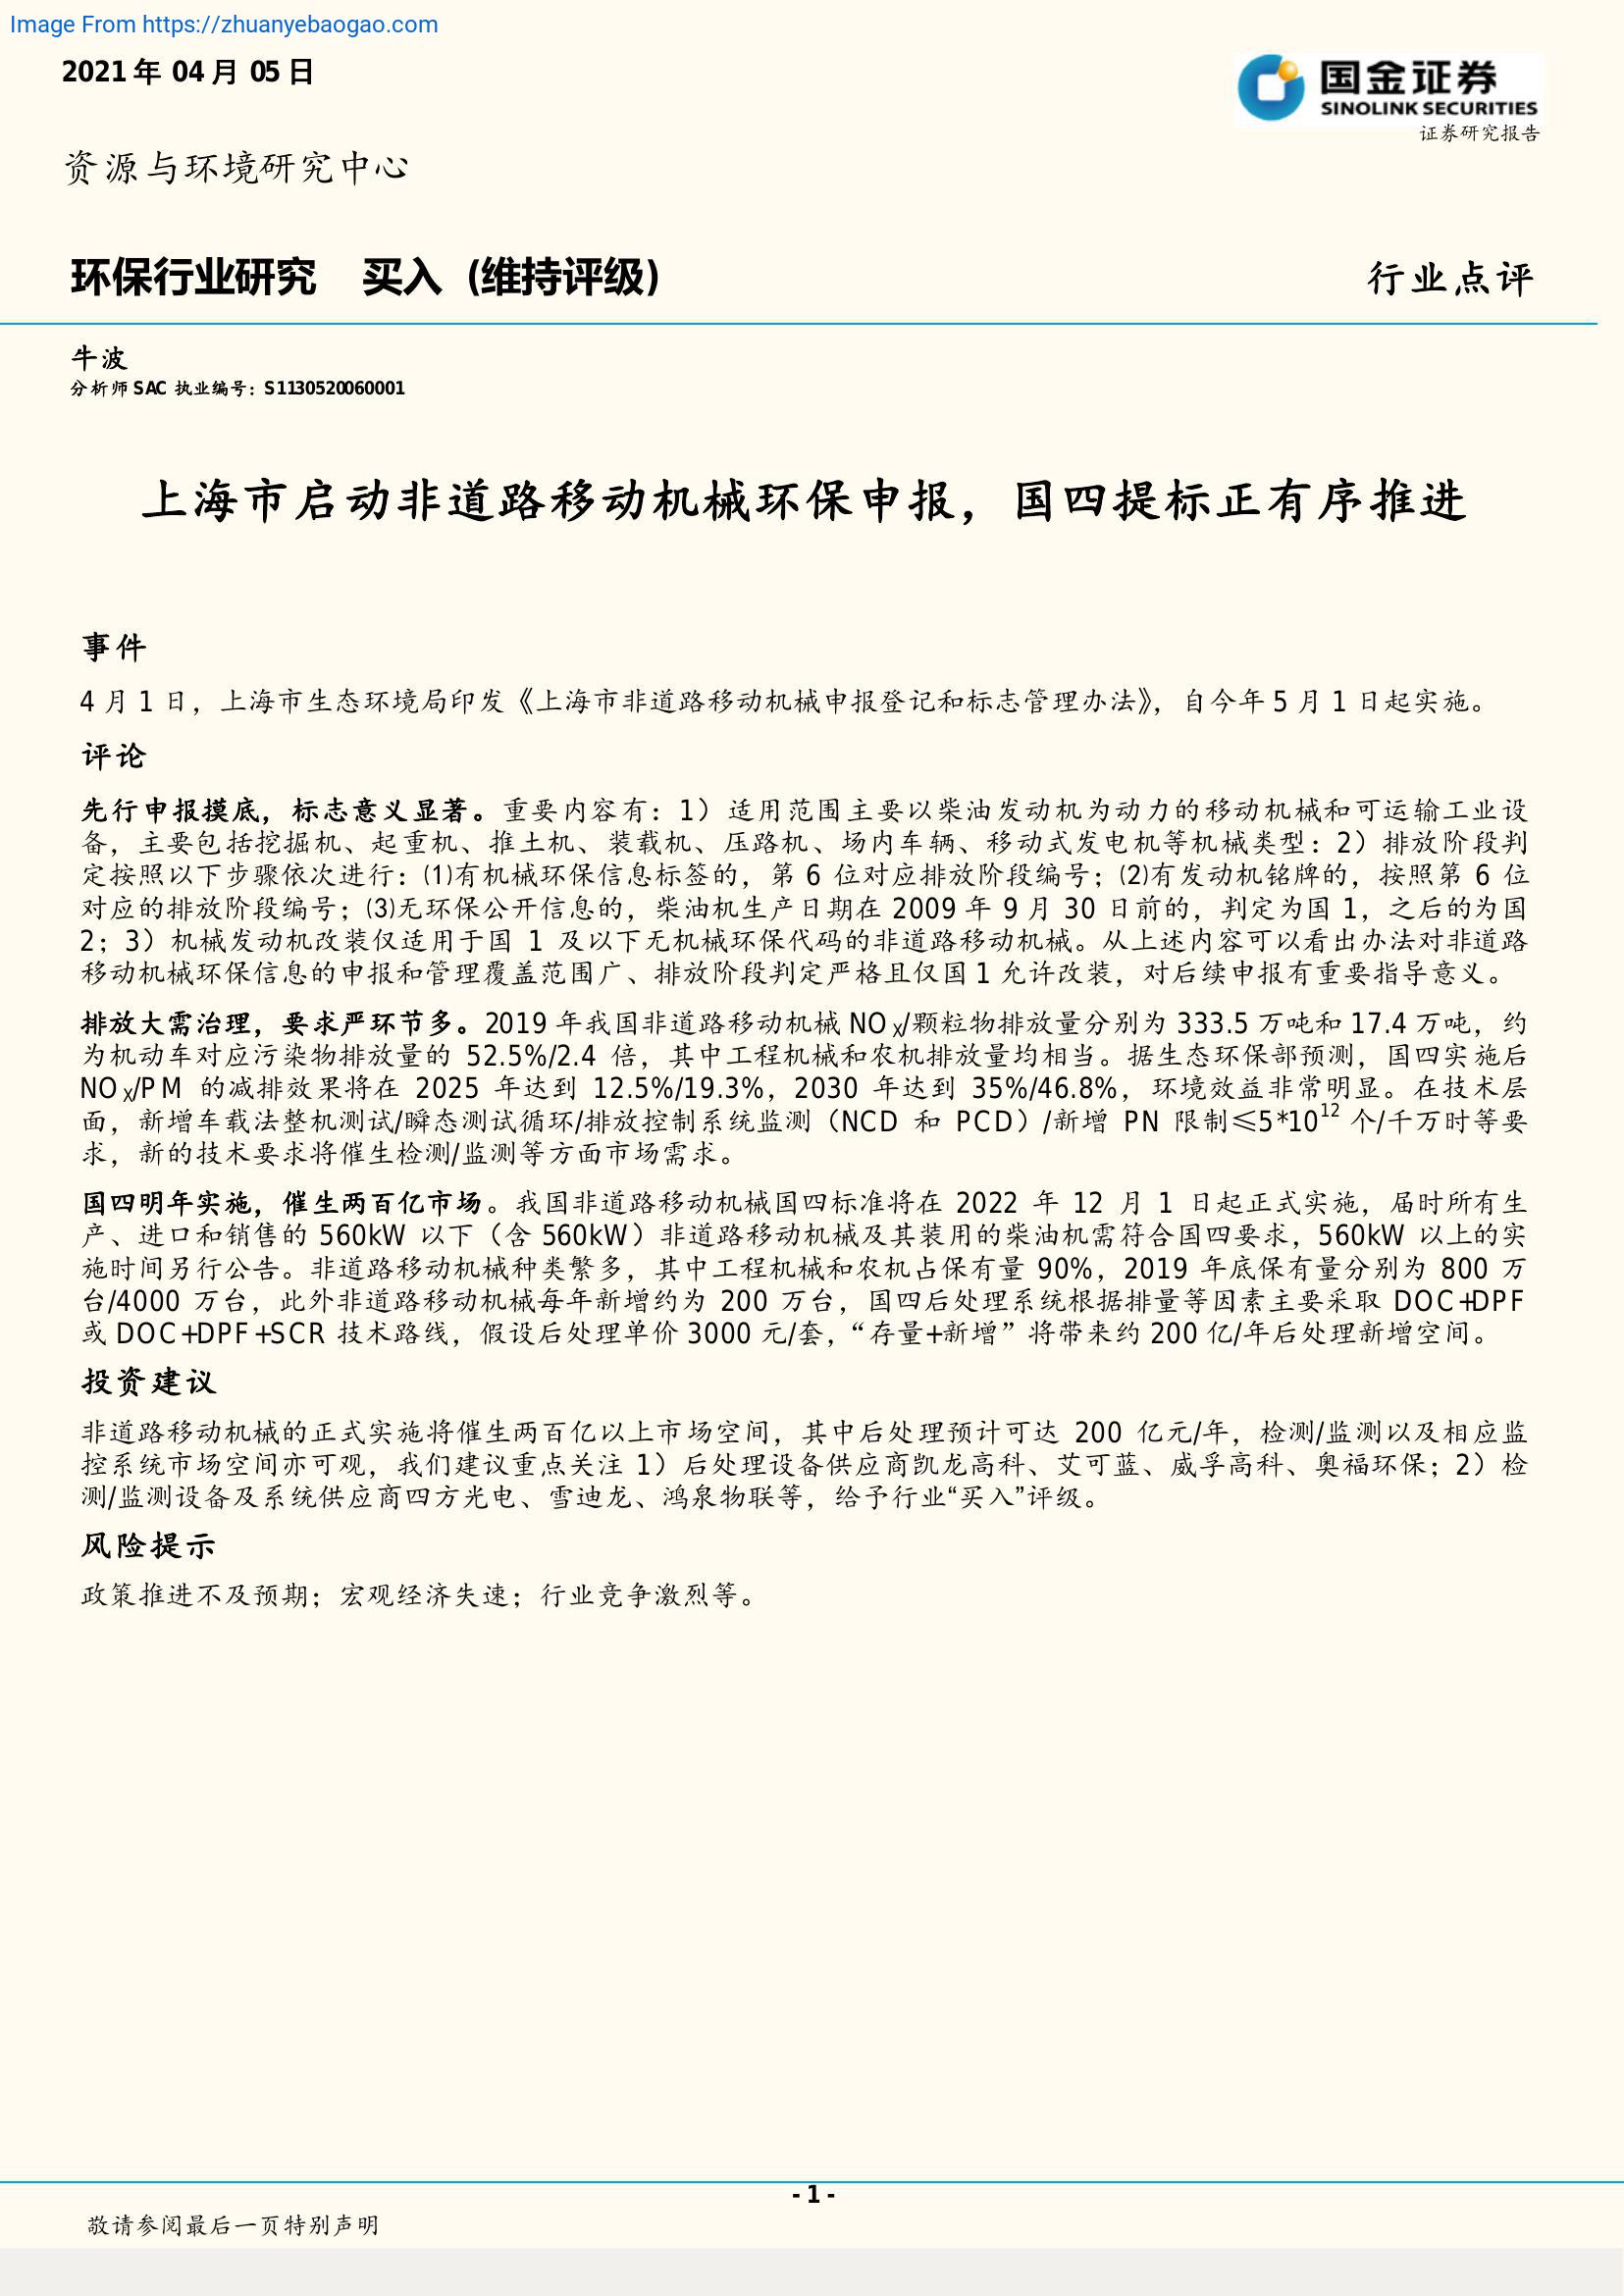 Image From https://zhuanyebaogao.com
2021 年 04 月 05 日
国金证券
SINOLINK SECURITIES
证券研究报告
资源与环境研究中心
环保行业研究 买入 (维持评级)
行业点评
牛波
分析师 SAC 执业编号：S1130520060001
上海市启动非道路移动机械环保申报，国四提标正有序推进
事件
4 月 1 日，上海市生态环境局印发《上海市非道路移动机械申报登记和标志管理办法》，自今年 5 月 1 日起实施。
评论
先行申报摸底，标志意义显著。重要内容有：1）适用范围主要以柴油发动机为动力的移动机械和可运输工业设
备，主要包括挖掘机、起重机、推土机、装载机、压路机、场内车辆、移动式发电机等机械类型：2）排放阶段判
定按照以下步骤依次进行：⑴有机械环保信息标签的，第 6 位对应排放阶段编号；⑵有发动机铭牌的，按照第 6 位
对应的排放阶段编号；⑶无环保公开信息的，柴油机生产日期在 2009 年 9 月 30 日前的，判定为国 1，之后的为国
2；3）机械发动机改装仅适用于国 1 及以下无机械环保代码的非道路移动机械。从上述内容可以看出办法对非道路
移动机械环保信息的申报和管理覆盖范围广、排放阶段判定严格且仅国 1 允许改装，对后续申报有重要指导意义。
排放大需治理，要求严环节多。2019 年我国非道路移动机械 NOX/颗粒物排放量分别为 333.5 万吨和 17.4 万吨，约
为机动车对应污染物排放量的 52.5%/2.4 倍，其中工程机械和农机排放量均相当。据生态环保部预测，国四实施后
NOX/PM 的减排效果将在 2025 年达到 12.5%/19.3%，2030 年达到 35%/46.8%，环境效益非常明显。在技术层
面，新增车载法整机测试/瞬态测试循环/排放控制系统监测（NCD 和 PCD）/新增 PN 限制≤5*10¹² 个/千万时等要
求，新的技术要求将催生检测/监测等方面市场需求。
国四明年实施，催生两百亿市场。我国非道路移动机械国四标准将在 2022 年 12 月 1 日起正式实施，届时所有生
产、进口和销售的 560kW 以下（含 560kW）非道路移动机械及其装用的柴油机需符合国四要求，560kW 以上的实
施时间另行公告。非道路移动机械种类繁多，其中工程机械和农机占保有量 90%，2019 年底保有量分别为 800 万
台/4000 万台，此外非道路移动机械每年新增约为 200 万台，国四后处理系统根据排量等因素主要采取 DOC+DPF
或 DOC+DPF+SCR 技术路线，假设后处理单价 3000 元/套，“存量+新增”将带来约 200 亿/年后处理新增空间。
投资建议
非道路移动机械的正式实施将催生两百亿以上市场空间，其中后处理预计可达 200 亿元/年，检测/监测以及相应监
控系统市场空间亦可观，我们建议重点关注 1）后处理设备供应商凯龙高科、艾可蓝、威孚高科、奥福环保；2）检
测/监测设备及系统供应商四方光电、雪迪龙、鸿泉物联等，给予行业“买入”评级。
风险提示
政策推进不及预期；宏观经济失速；行业竞争激烈等。
- 1 -
敬请参阅最后一页特别声明